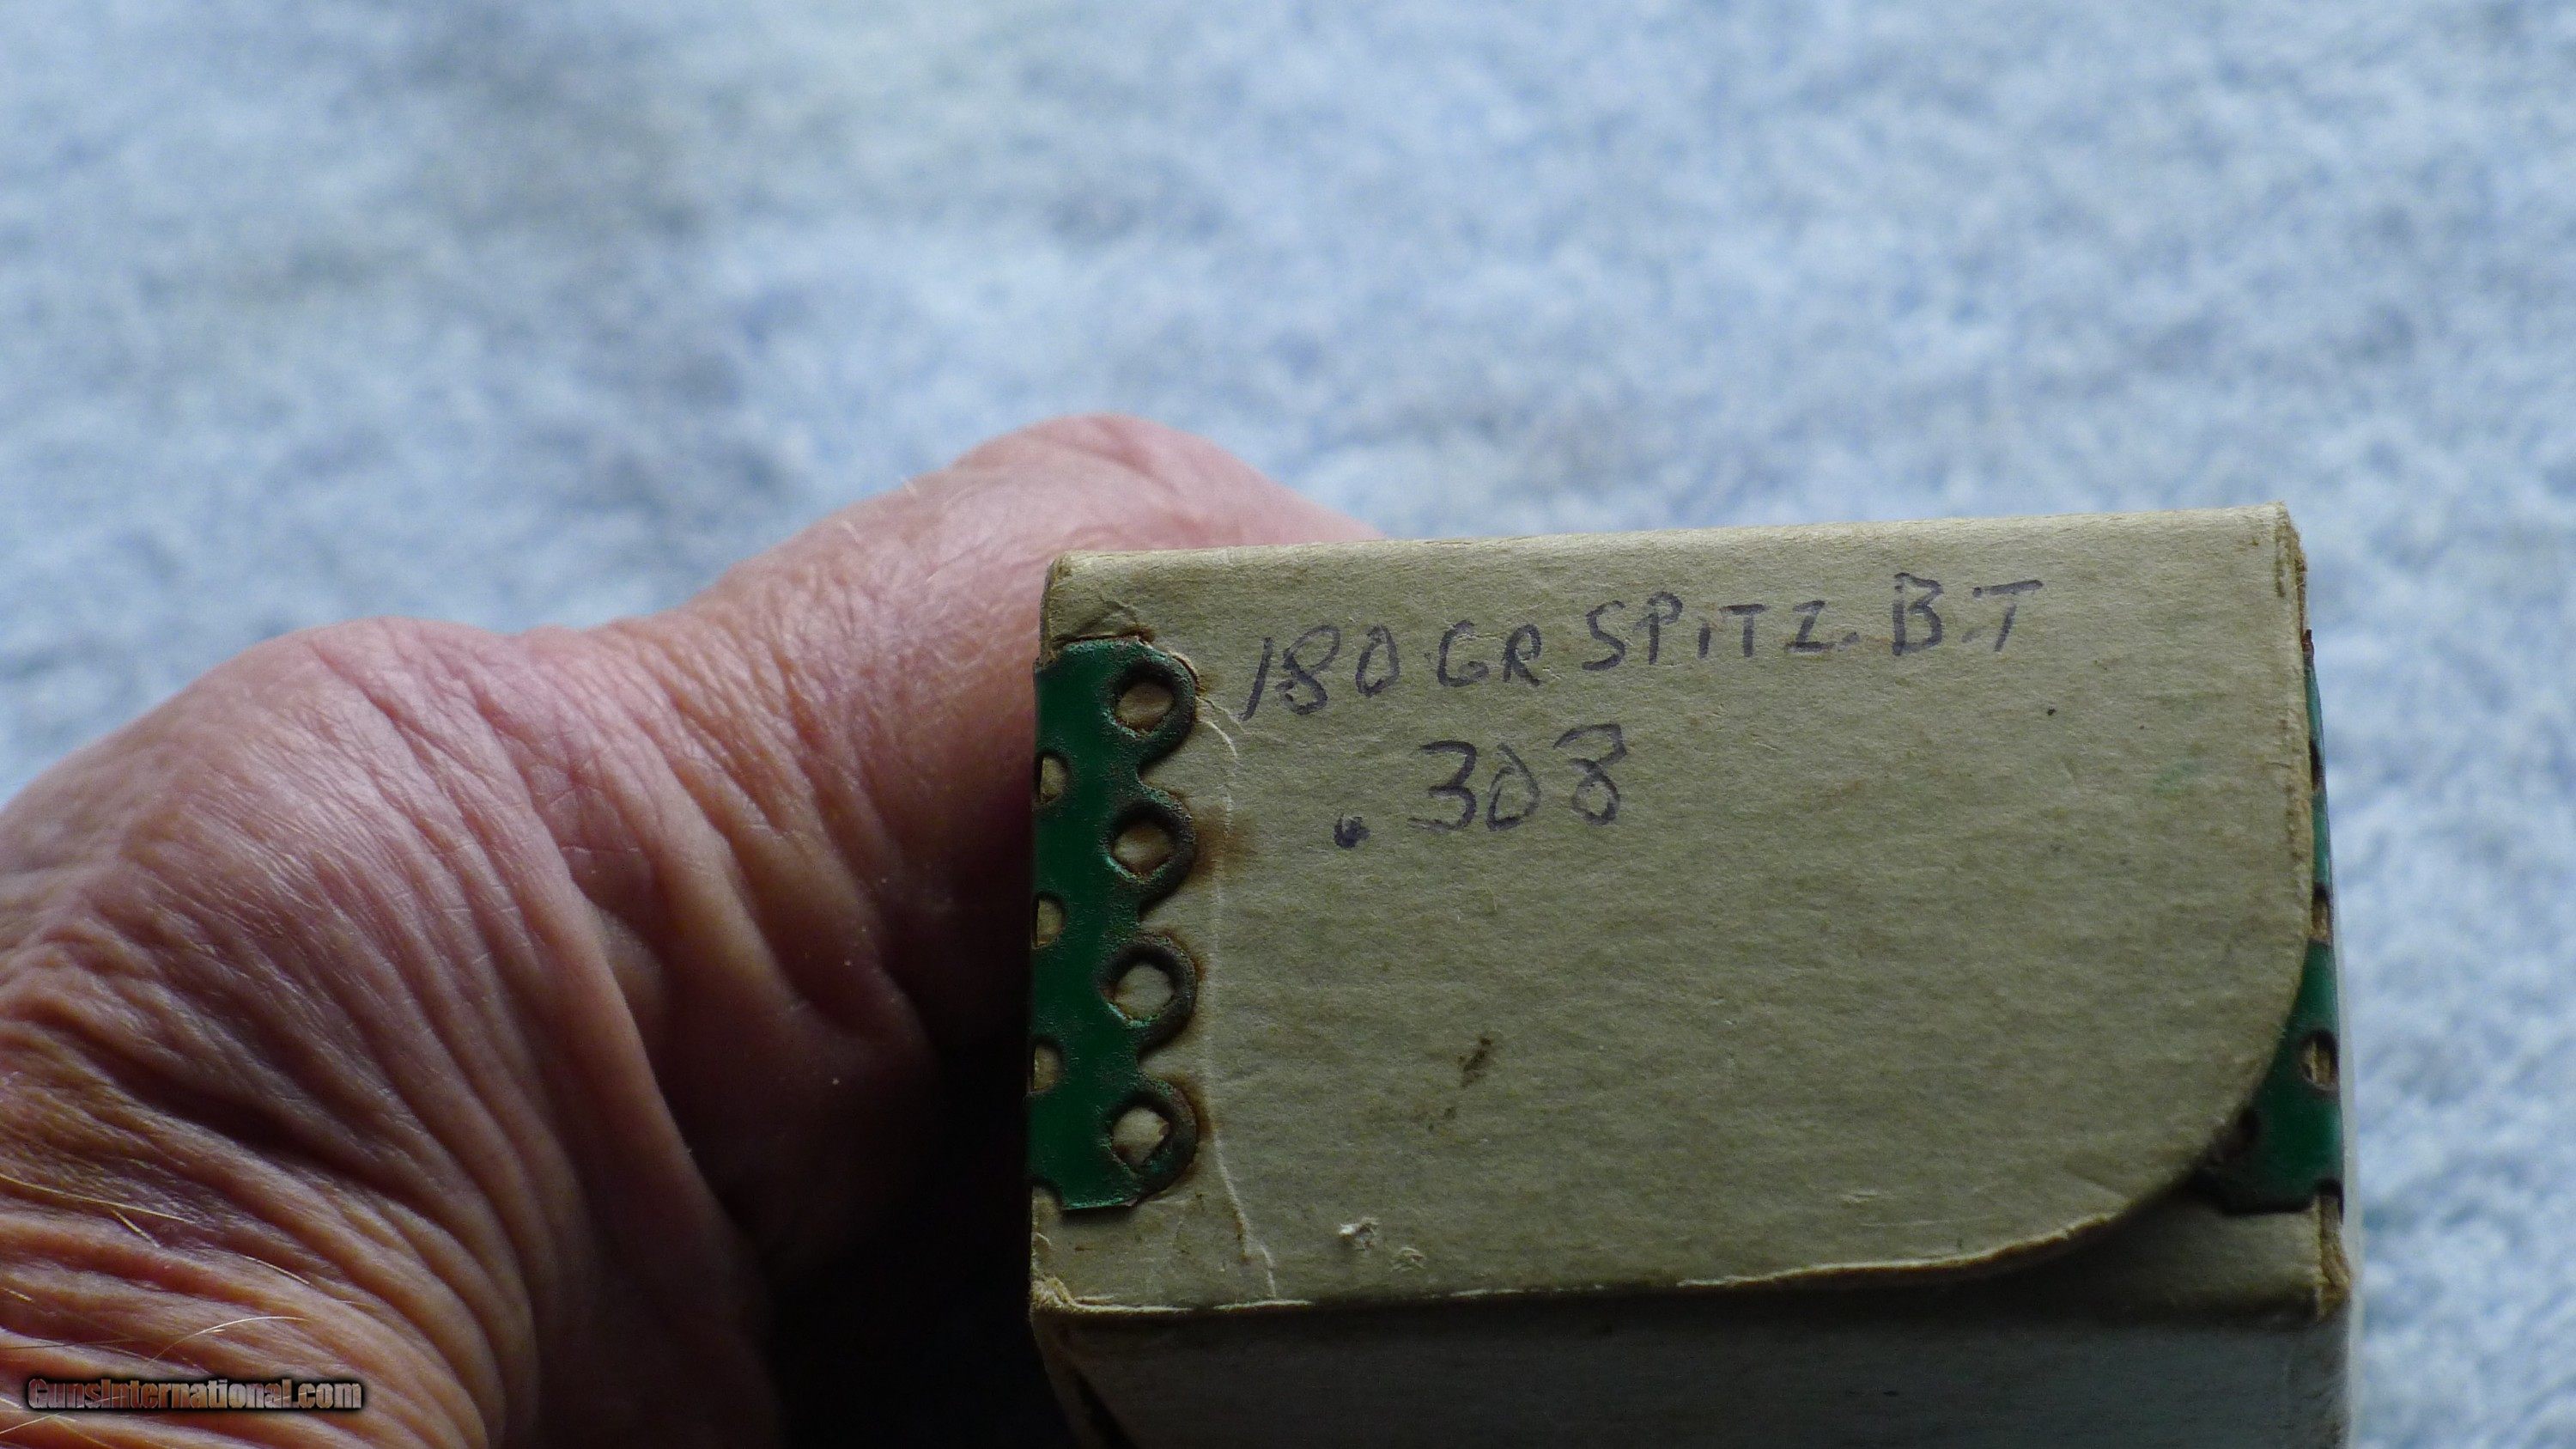 180 GR SPITZ. B.T
.308
GunsInternational.com